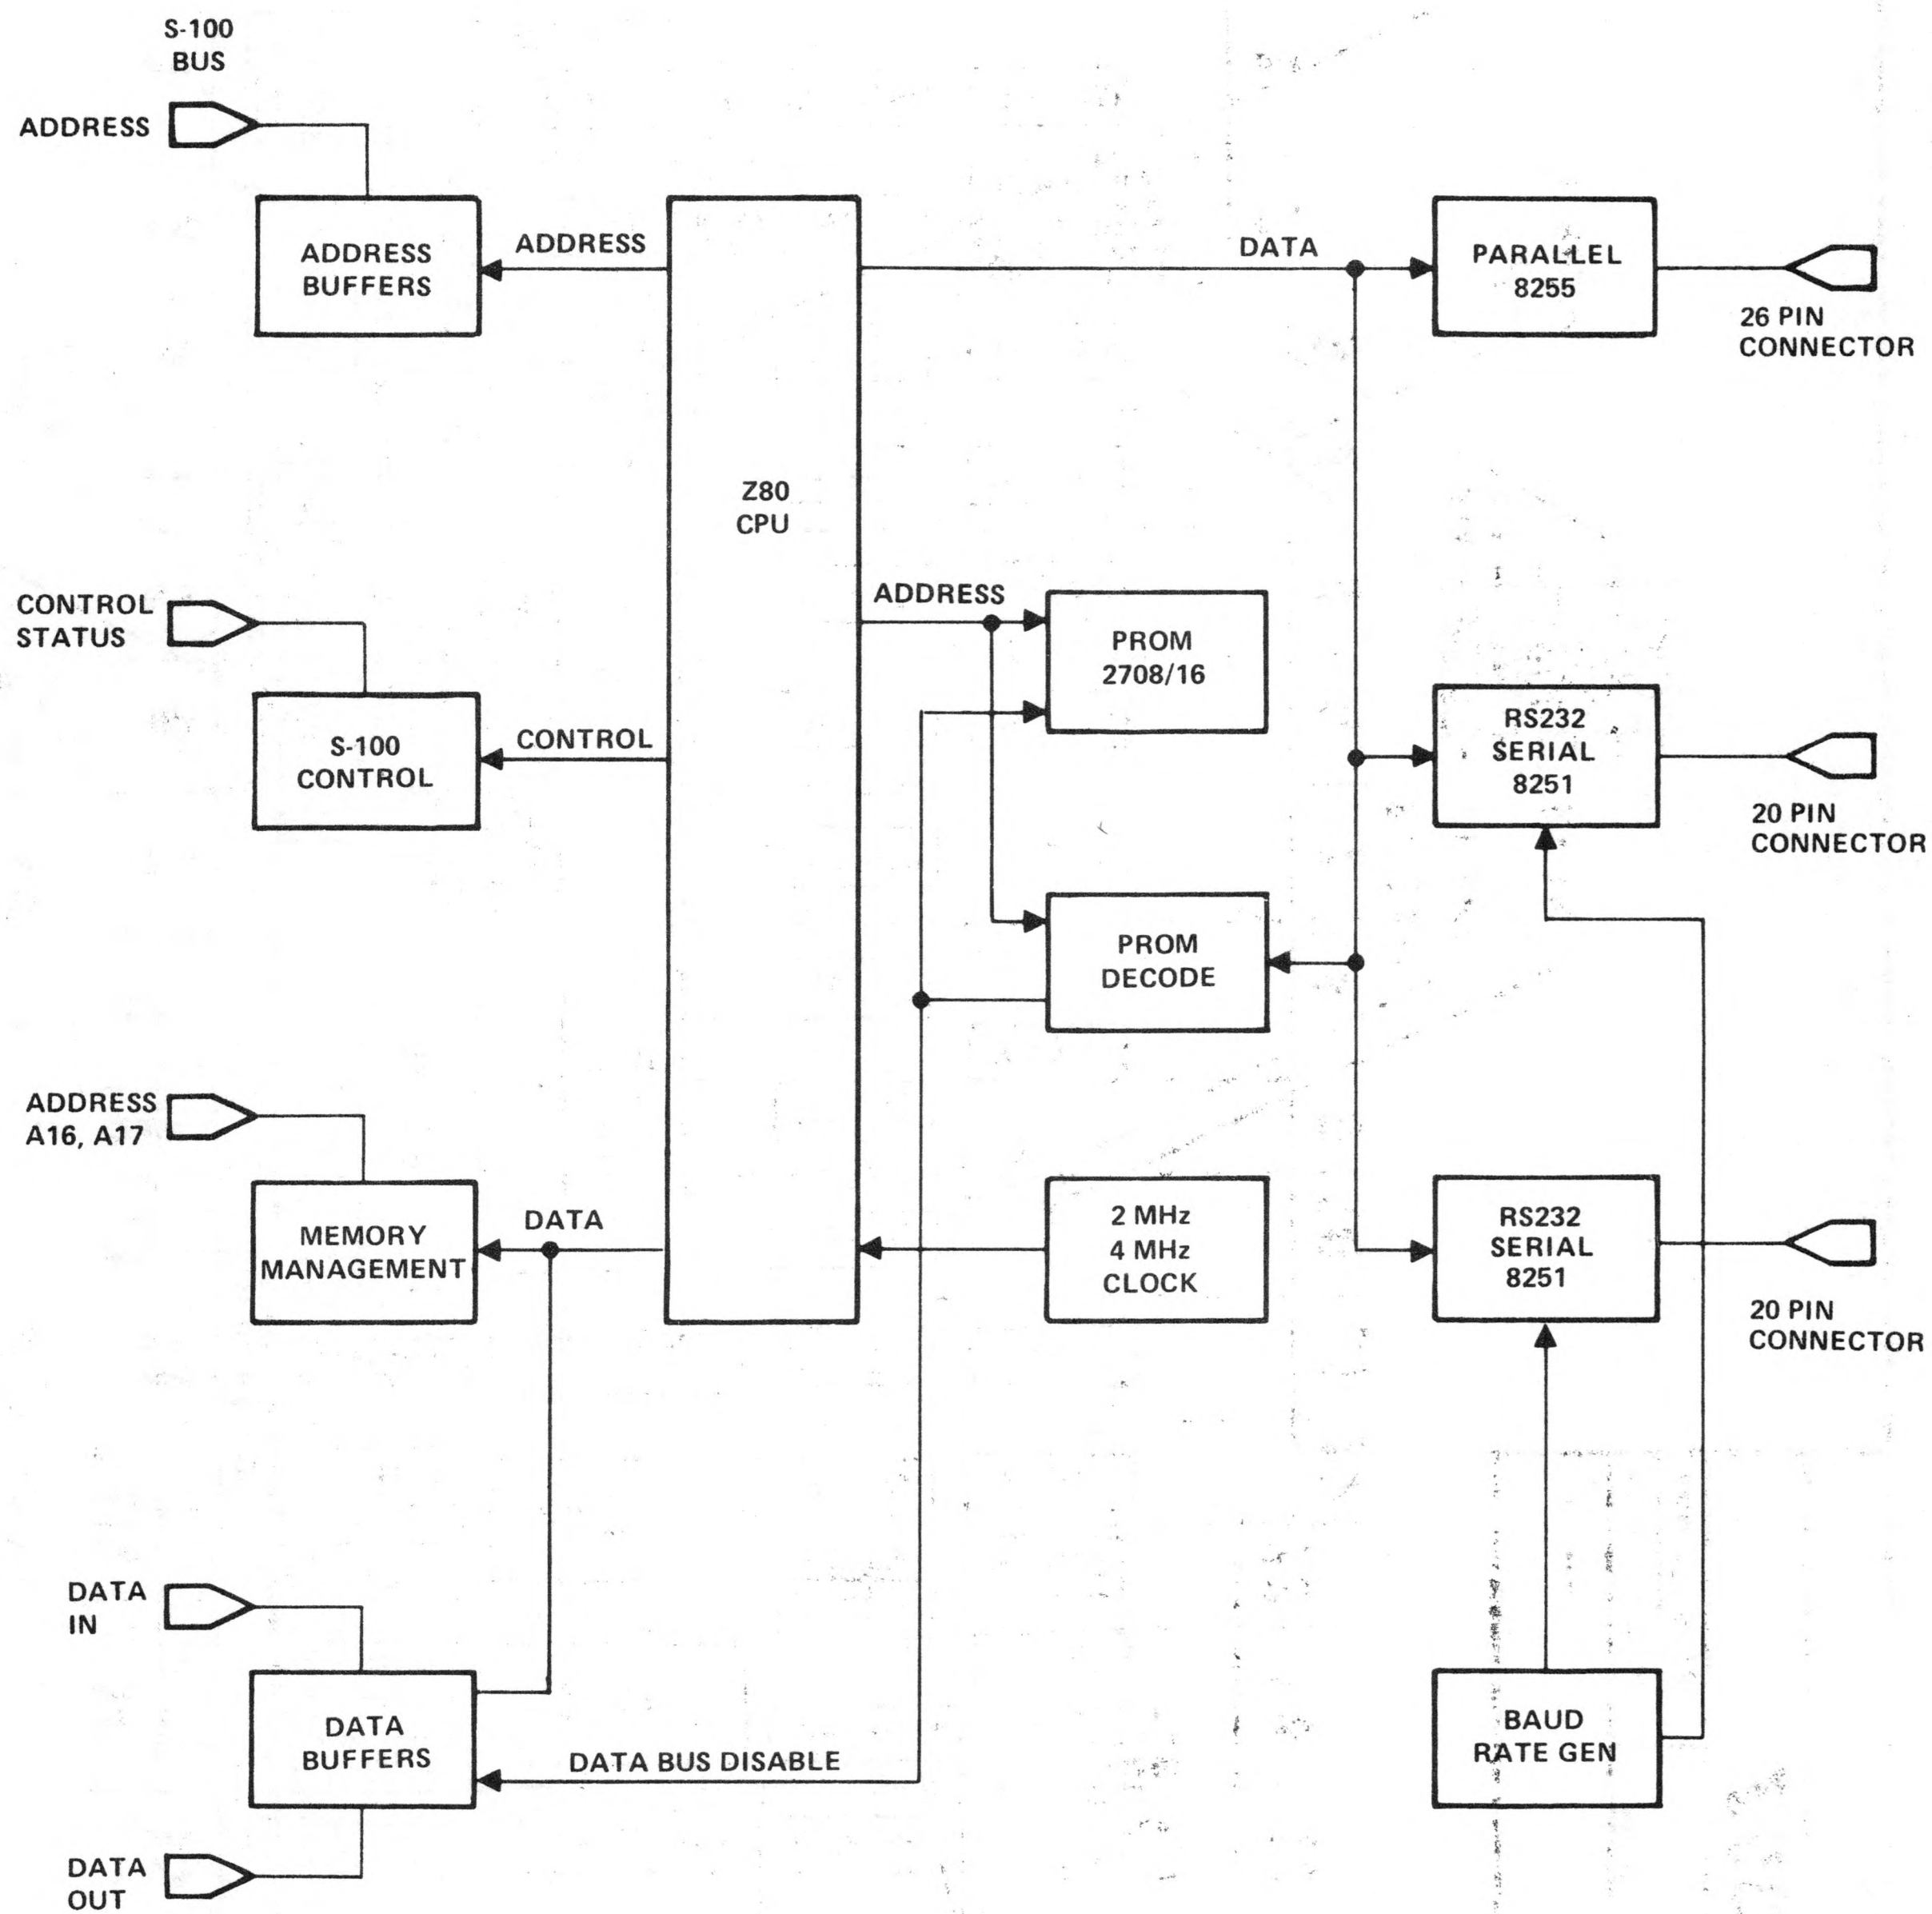 S-100
BUS
ADDRESS
ADDRESS
BUFFERS
ADDRESS
DATA
PARALLEL
8255
26 PIN
CONNECTOR
Z80
CPU
CONTROL
STATUS
S-100
CONTROL
CONTROL
ADDRESS
PROM
2708/16
RS232
SERIAL
8251
20 PIN
CONNECTOR
PROM
DECODE
ADDRESS
A16, A17
MEMORY
MANAGEMENT
DATA
2 MHz
4 MHz
CLOCK
RS232
SERIAL
8251
20 PIN
CONNECTOR
DATA
IN
DATA
BUFFERS
DATA BUS DISABLE
BAUD
RATE GEN
DATA
OUT